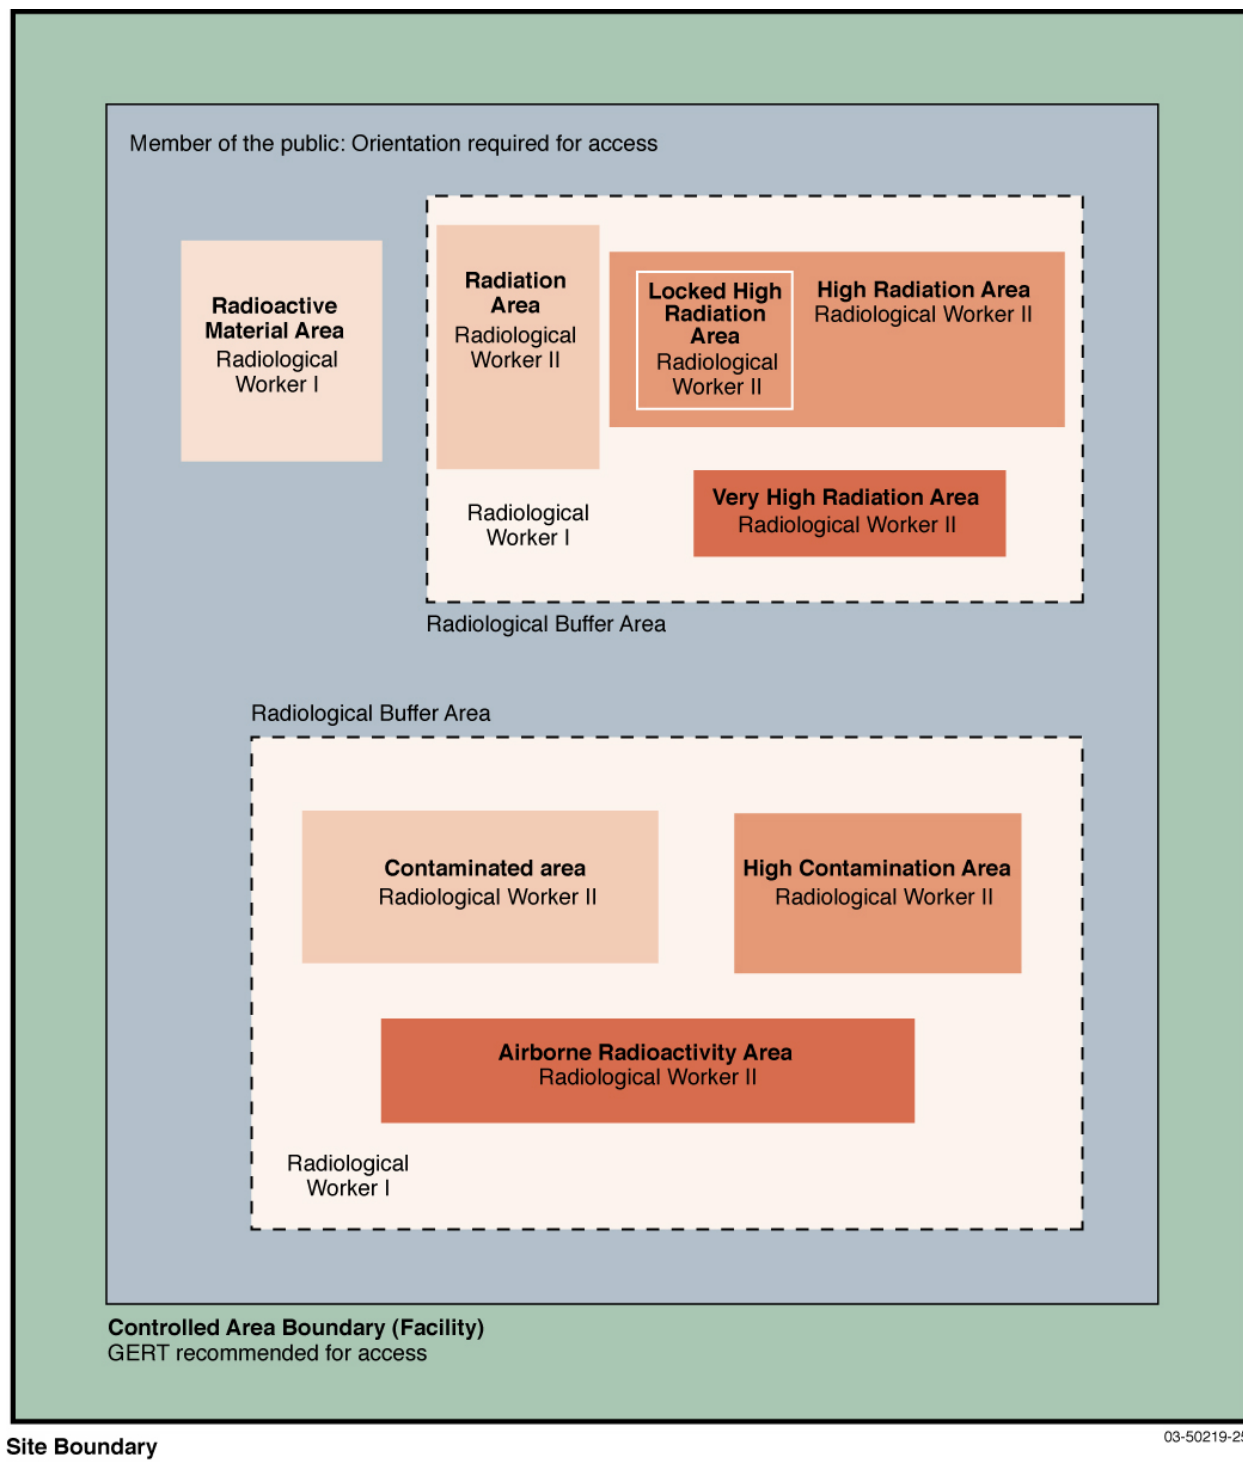 Member of the public: Orientation required for access
Radioactive
Material Area
Radiological
Worker I
Radiation
Area
Radiological
Worker II
Locked High
Radiation
Area
Radiological
Worker II
High Radiation Area
Radiological Worker II
Very High Radiation Area
Radiological Worker II
Radiological
Worker I
Radiological Buffer Area
Radiological Buffer Area
Contaminated area
Radiological Worker II
High Contamination Area
Radiological Worker II
Airborne Radioactivity Area
Radiological Worker II
Radiological
Worker I
Controlled Area Boundary (Facility)
GERT recommended for access
Site Boundary
03-50219-25